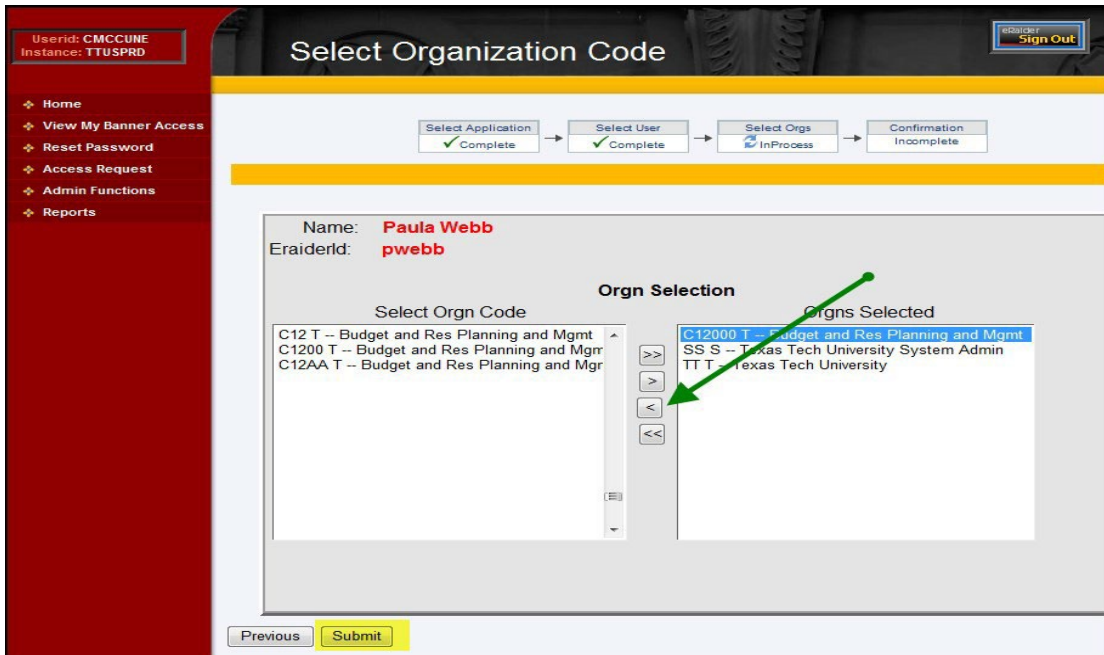 Userid: CMCCUNE
Instance: TTUSPRD
Select Organization Code
eRaider
Sign Out
Home
View My Banner Access
Reset Password
Access Request
Admin Functions
Reports
Select Application
Complete
Select User
Complete
Select Orgs
InProcess
Confirmation
Incomplete
Name: Paula Webb
EraiderId: pwebb
Orgn Selection
Select Orgn Code
Orgns Selected
C12 T -- Budget and Res Planning and Mgmt
C1200 T -- Budget and Res Planning and Mgm
C12AA T -- Budget and Res Planning and Mgr
>>
>
<
<<
C12000 T -- Budget and Res Planning and Mgmt
SS S -- Texas Tech University System Admin
TT T -- Texas Tech University
Previous
Submit